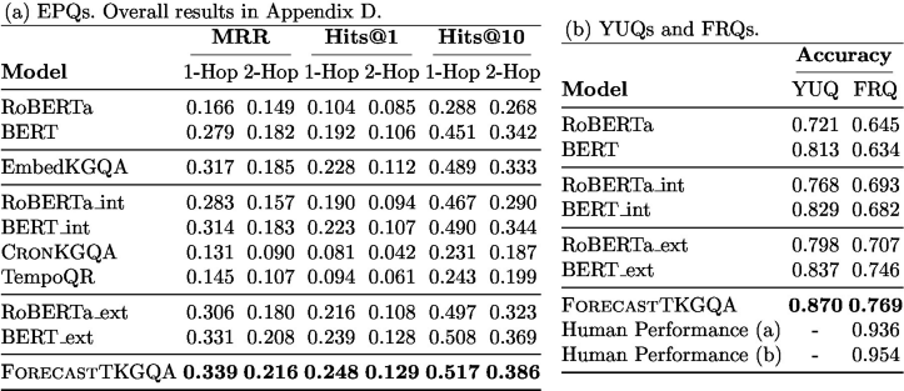 (a) EPQs. Overall results in Appendix D.
MRR Hits@1 Hits@10
Model 1-Hop 2-Hop 1-Hop 2-Hop 1-Hop 2-Hop
RoBERTa 0.166 0.149 0.104 0.085 0.288 0.268
BERT 0.279 0.182 0.192 0.106 0.451 0.342
EmbedKGQA 0.317 0.185 0.228 0.112 0.489 0.333
RoBERTa_int 0.283 0.157 0.190 0.094 0.467 0.290
BERT_int 0.314 0.183 0.223 0.107 0.490 0.344
CRONKGQA 0.131 0.090 0.081 0.042 0.231 0.187
TempoQR 0.145 0.107 0.094 0.061 0.243 0.199
RoBERTa_ext 0.306 0.180 0.216 0.108 0.497 0.323
BERT_ext 0.331 0.208 0.239 0.128 0.508 0.369
FORECASTTKGQA 0.339 0.216 0.248 0.129 0.517 0.386
(b) YUQs and FRQs.
Accuracy
Model YUQ FRQ
RoBERTa 0.721 0.645
BERT 0.813 0.634
RoBERTa_int 0.768 0.693
BERT_int 0.829 0.682
RoBERTa_ext 0.798 0.707
BERT_ext 0.837 0.746
FORECASTTKGQA 0.870 0.769
Human Performance (a) - 0.936
Human Performance (b) - 0.954